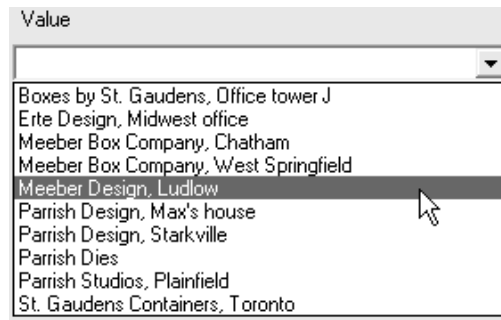 Value
Boxes by St. Gaudens, Office tower J
Erte Design, Midwest office
Meeber Box Company, Chatham
Meeber Box Company, West Springfield
Meeber Design, Ludlow
Parrish Design, Max's house
Parrish Design, Starkville
Parrish Dies
Parrish Studios, Plainfield
St. Gaudens Containers, Toronto